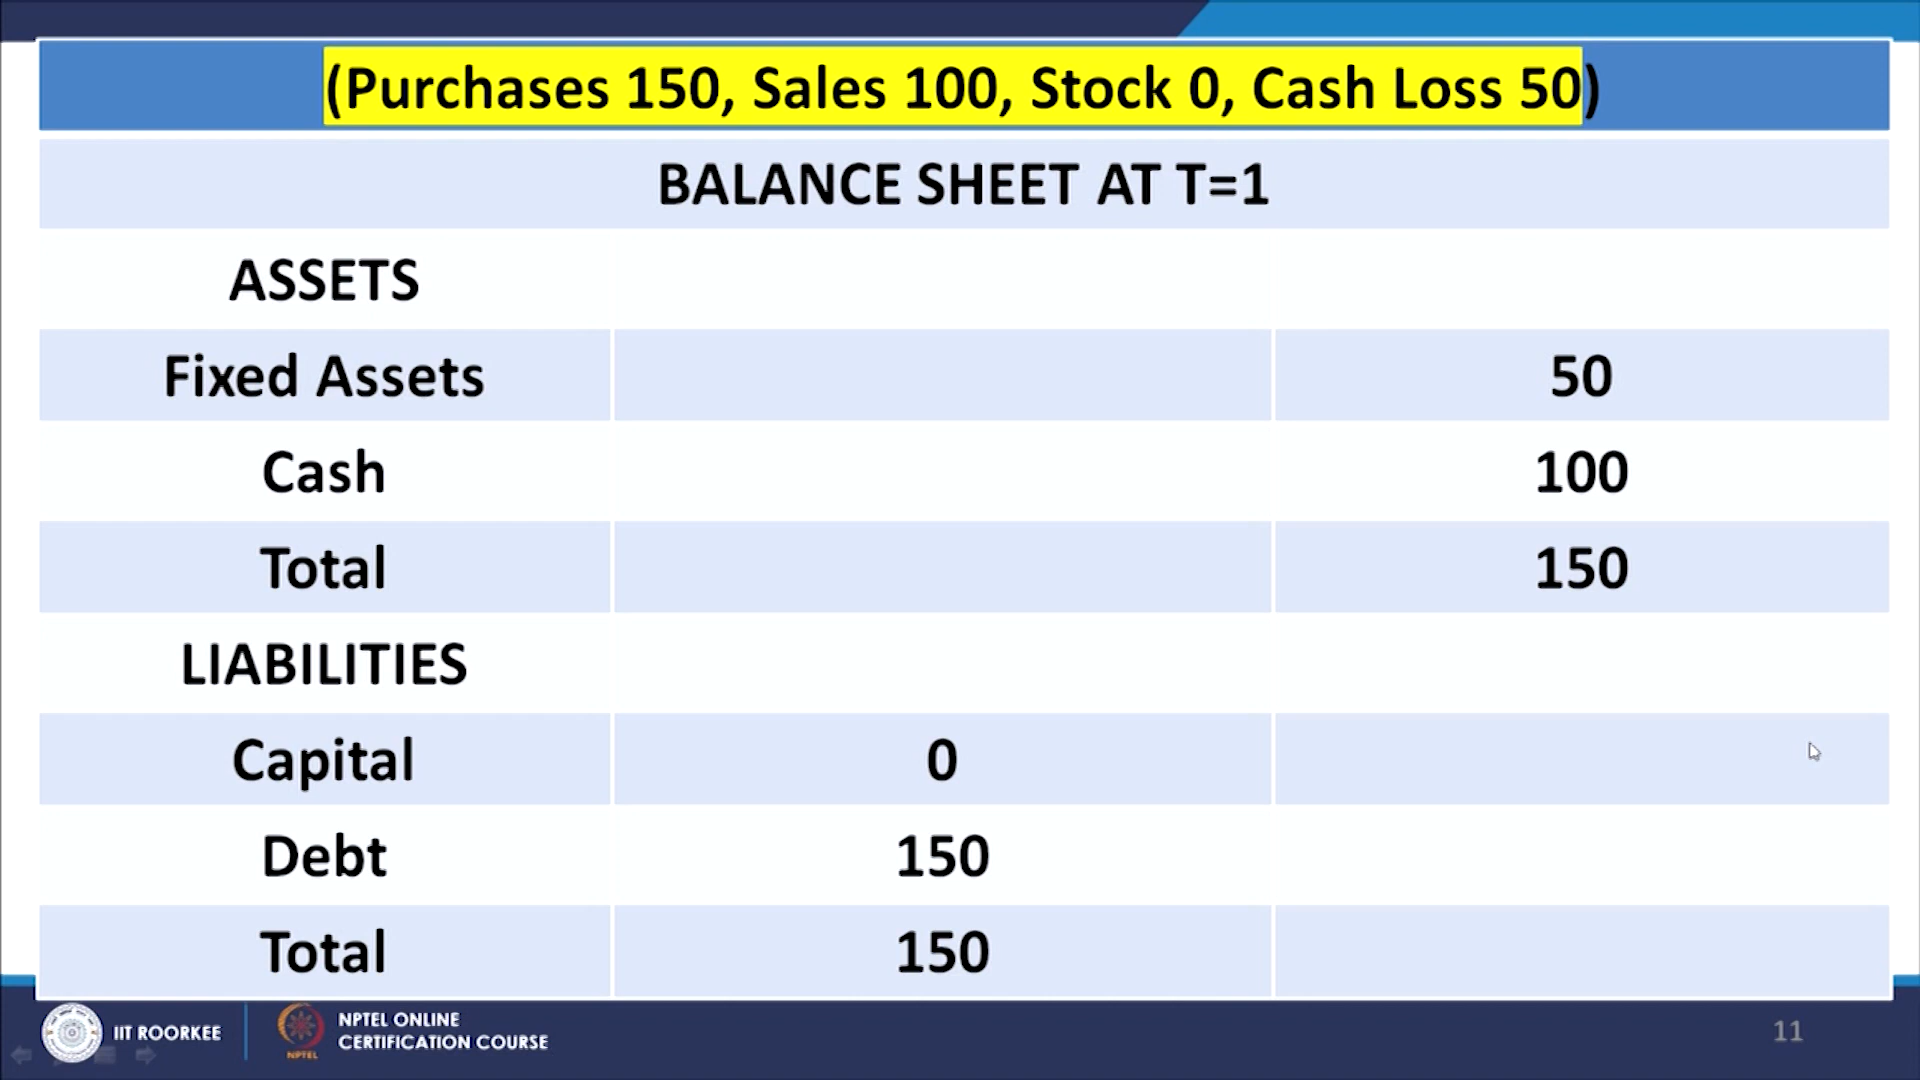 (Purchases 150, Sales 100, Stock 0, Cash Loss 50)
BALANCE SHEET AT T=1
ASSETS
Fixed Assets 50
Cash 100
Total 150
LIABILITIES
Capital 0
Debt 150
Total 150
IIT ROORKEE
NPTEL
NPTEL ONLINE
CERTIFICATION COURSE
11